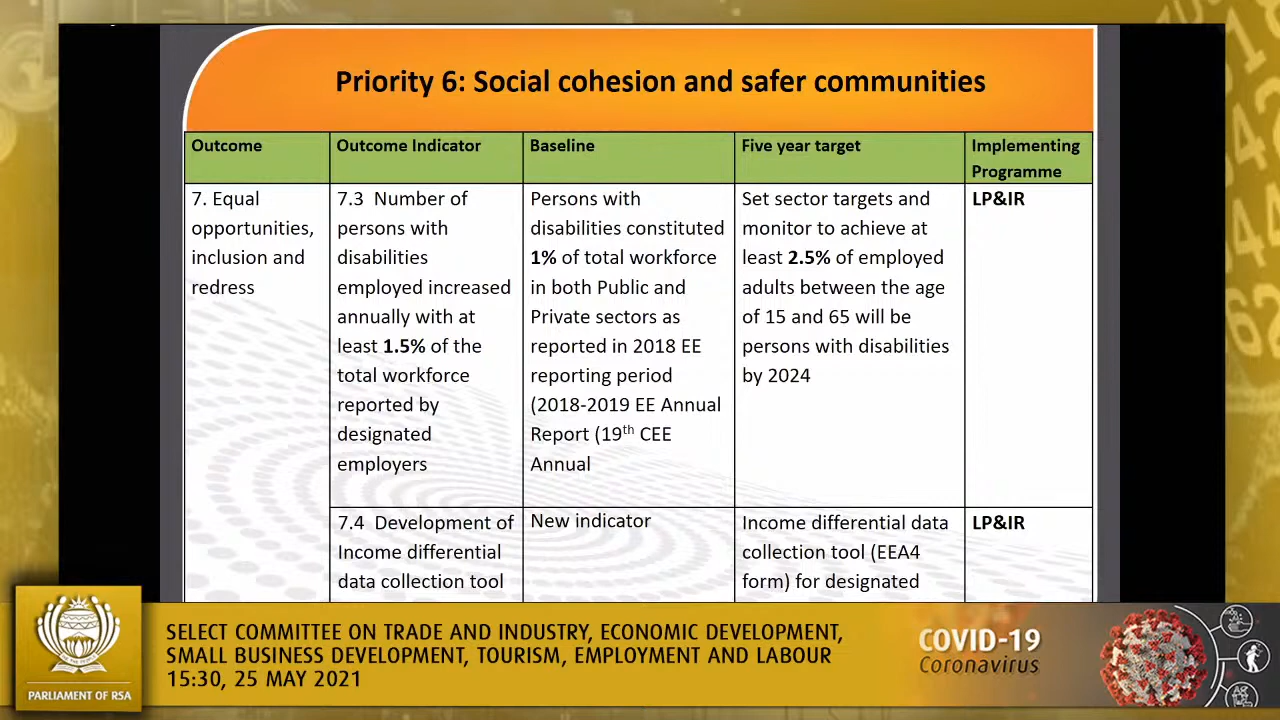 Priority 6: Social cohesion and safer communities
Outcome
Outcome Indicator
Baseline
Five year target
Implementing
Programme
7. Equal
opportunities,
inclusion and
redress
7.3 Number of
persons with
disabilities
employed increased
annually with at
least 1.5% of the
total workforce
reported by
designated
employers
Persons with
disabilities constituted
1% of total workforce
in both Public and
Private sectors as
reported in 2018 EE
reporting period
(2018-2019 EE Annual
Report (19th CEE
Annual
Set sector targets and
monitor to achieve at
least 2.5% of employed
adults between the age
of 15 and 65 will be
persons with disabilities
by 2024
LP&IR
7.4 Development of
Income differential
data collection tool
New indicator
Income differential data
collection tool (EEA4
form) for designated
LP&IR
PARLIAMENT OF RSA
SELECT COMMITTEE ON TRADE AND INDUSTRY, ECONOMIC DEVELOPMENT,
SMALL BUSINESS DEVELOPMENT, TOURISM, EMPLOYMENT AND LABOUR
15:30, 25 MAY 2021
COVID-19
Coronavirus